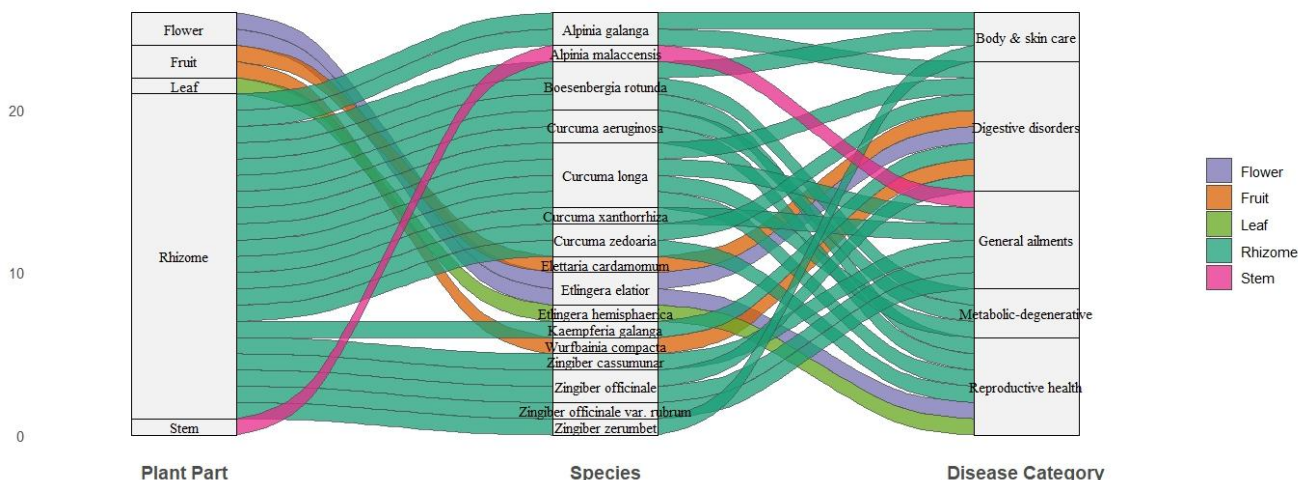 Flower
Fruit
Leaf
Rhizome
Stem
Alpinia galanga
Alpinia malaccensis
Boesenbergia rotunda
Curcuma aeruginosa
Curcuma longa
Curcuma xanthorrhiza
Curcuma zedoaria
Elettaria cardamomum
Etlingera elatior
Etlingera hemisphaerica
Kaempferia galanga
Wurfbainia compacta
Zingiber cassumunar
Zingiber officinale
Zingiber officinale var. rubrum
Zingiber zerumbet
Body & skin care
Digestive disorders
General ailments
Metabolic-degenerative
Reproductive health
20
10
0
Plant Part
Species
Disease Category
Flower
Fruit
Leaf
Rhizome
Stem